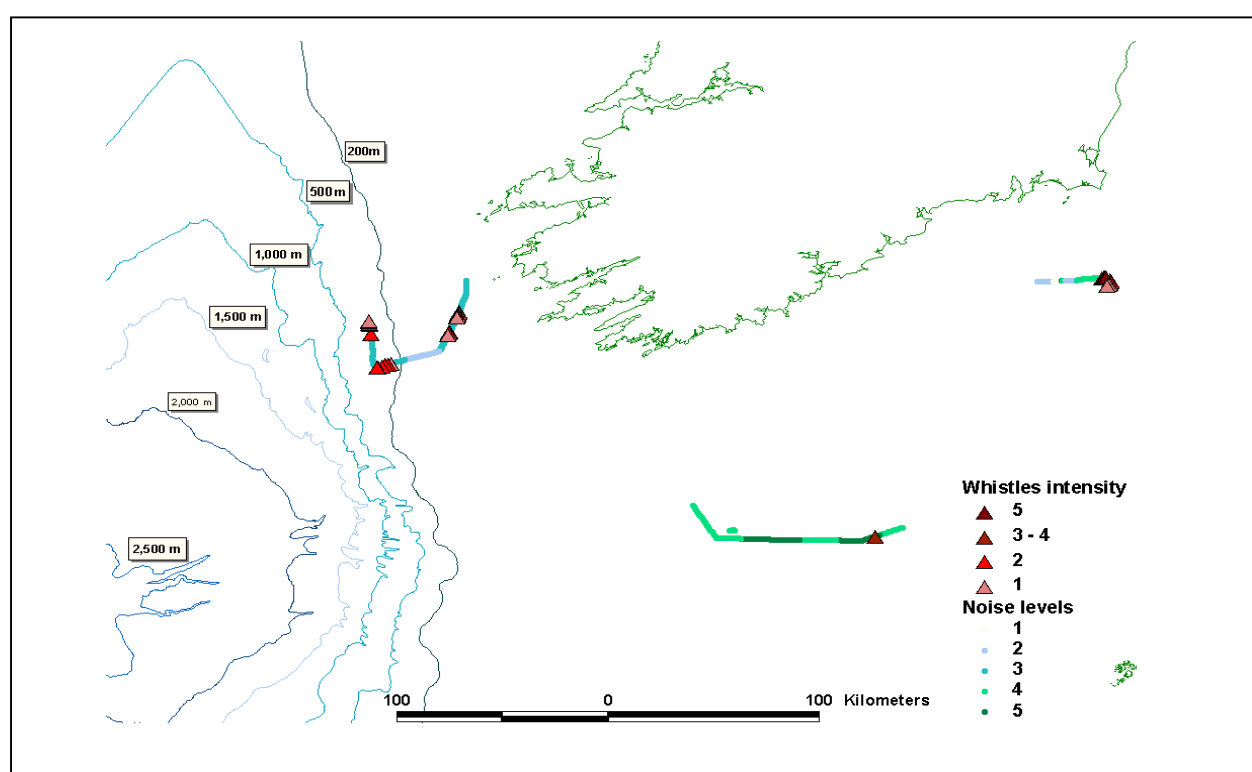 200m
500 m
1,000 m
1,500 m
2,000 m
2,500 m
Whistles intensity
5
3 - 4
2
1
Noise levels
1
2
3
4
5
100 0 100 Kilometers